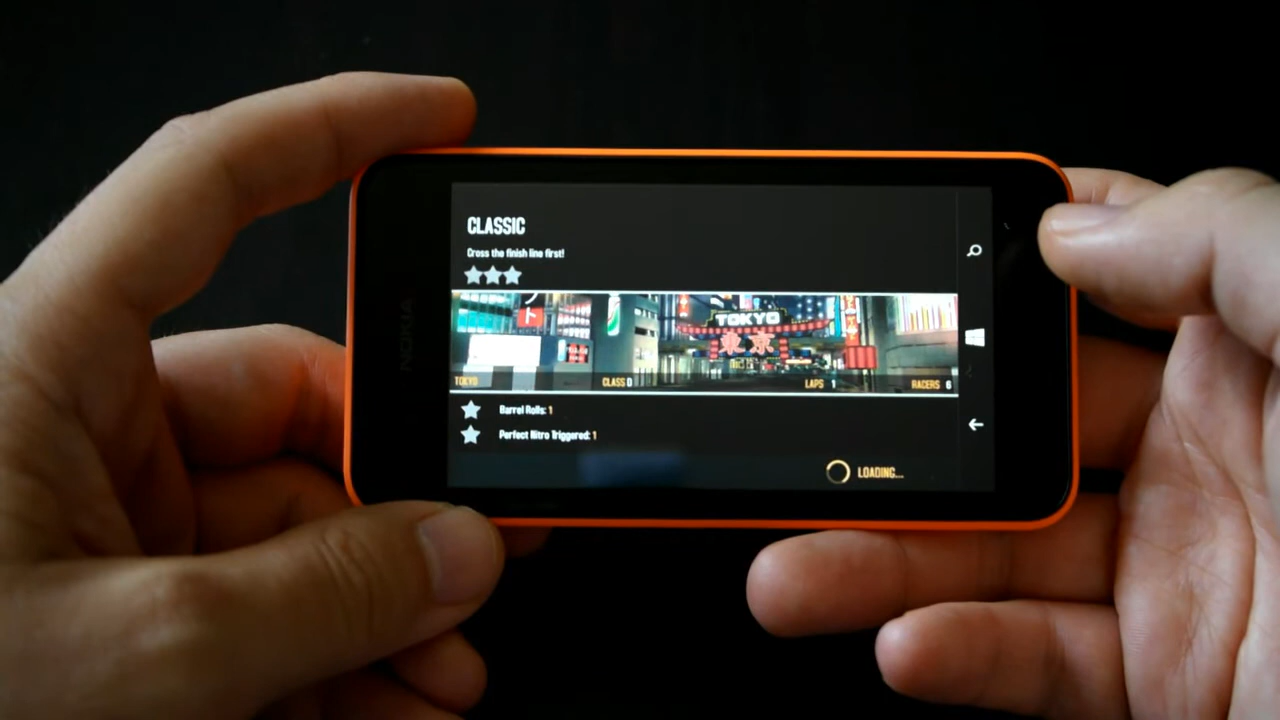 CLASSIC
Cross the finish line first!
TOKYO
東京
TOKYO CLASS D LAPS 1 RACERS 6
Barrel Rolls: 1
Perfect Nitro Triggered: 1
LOADING...
NOKIA